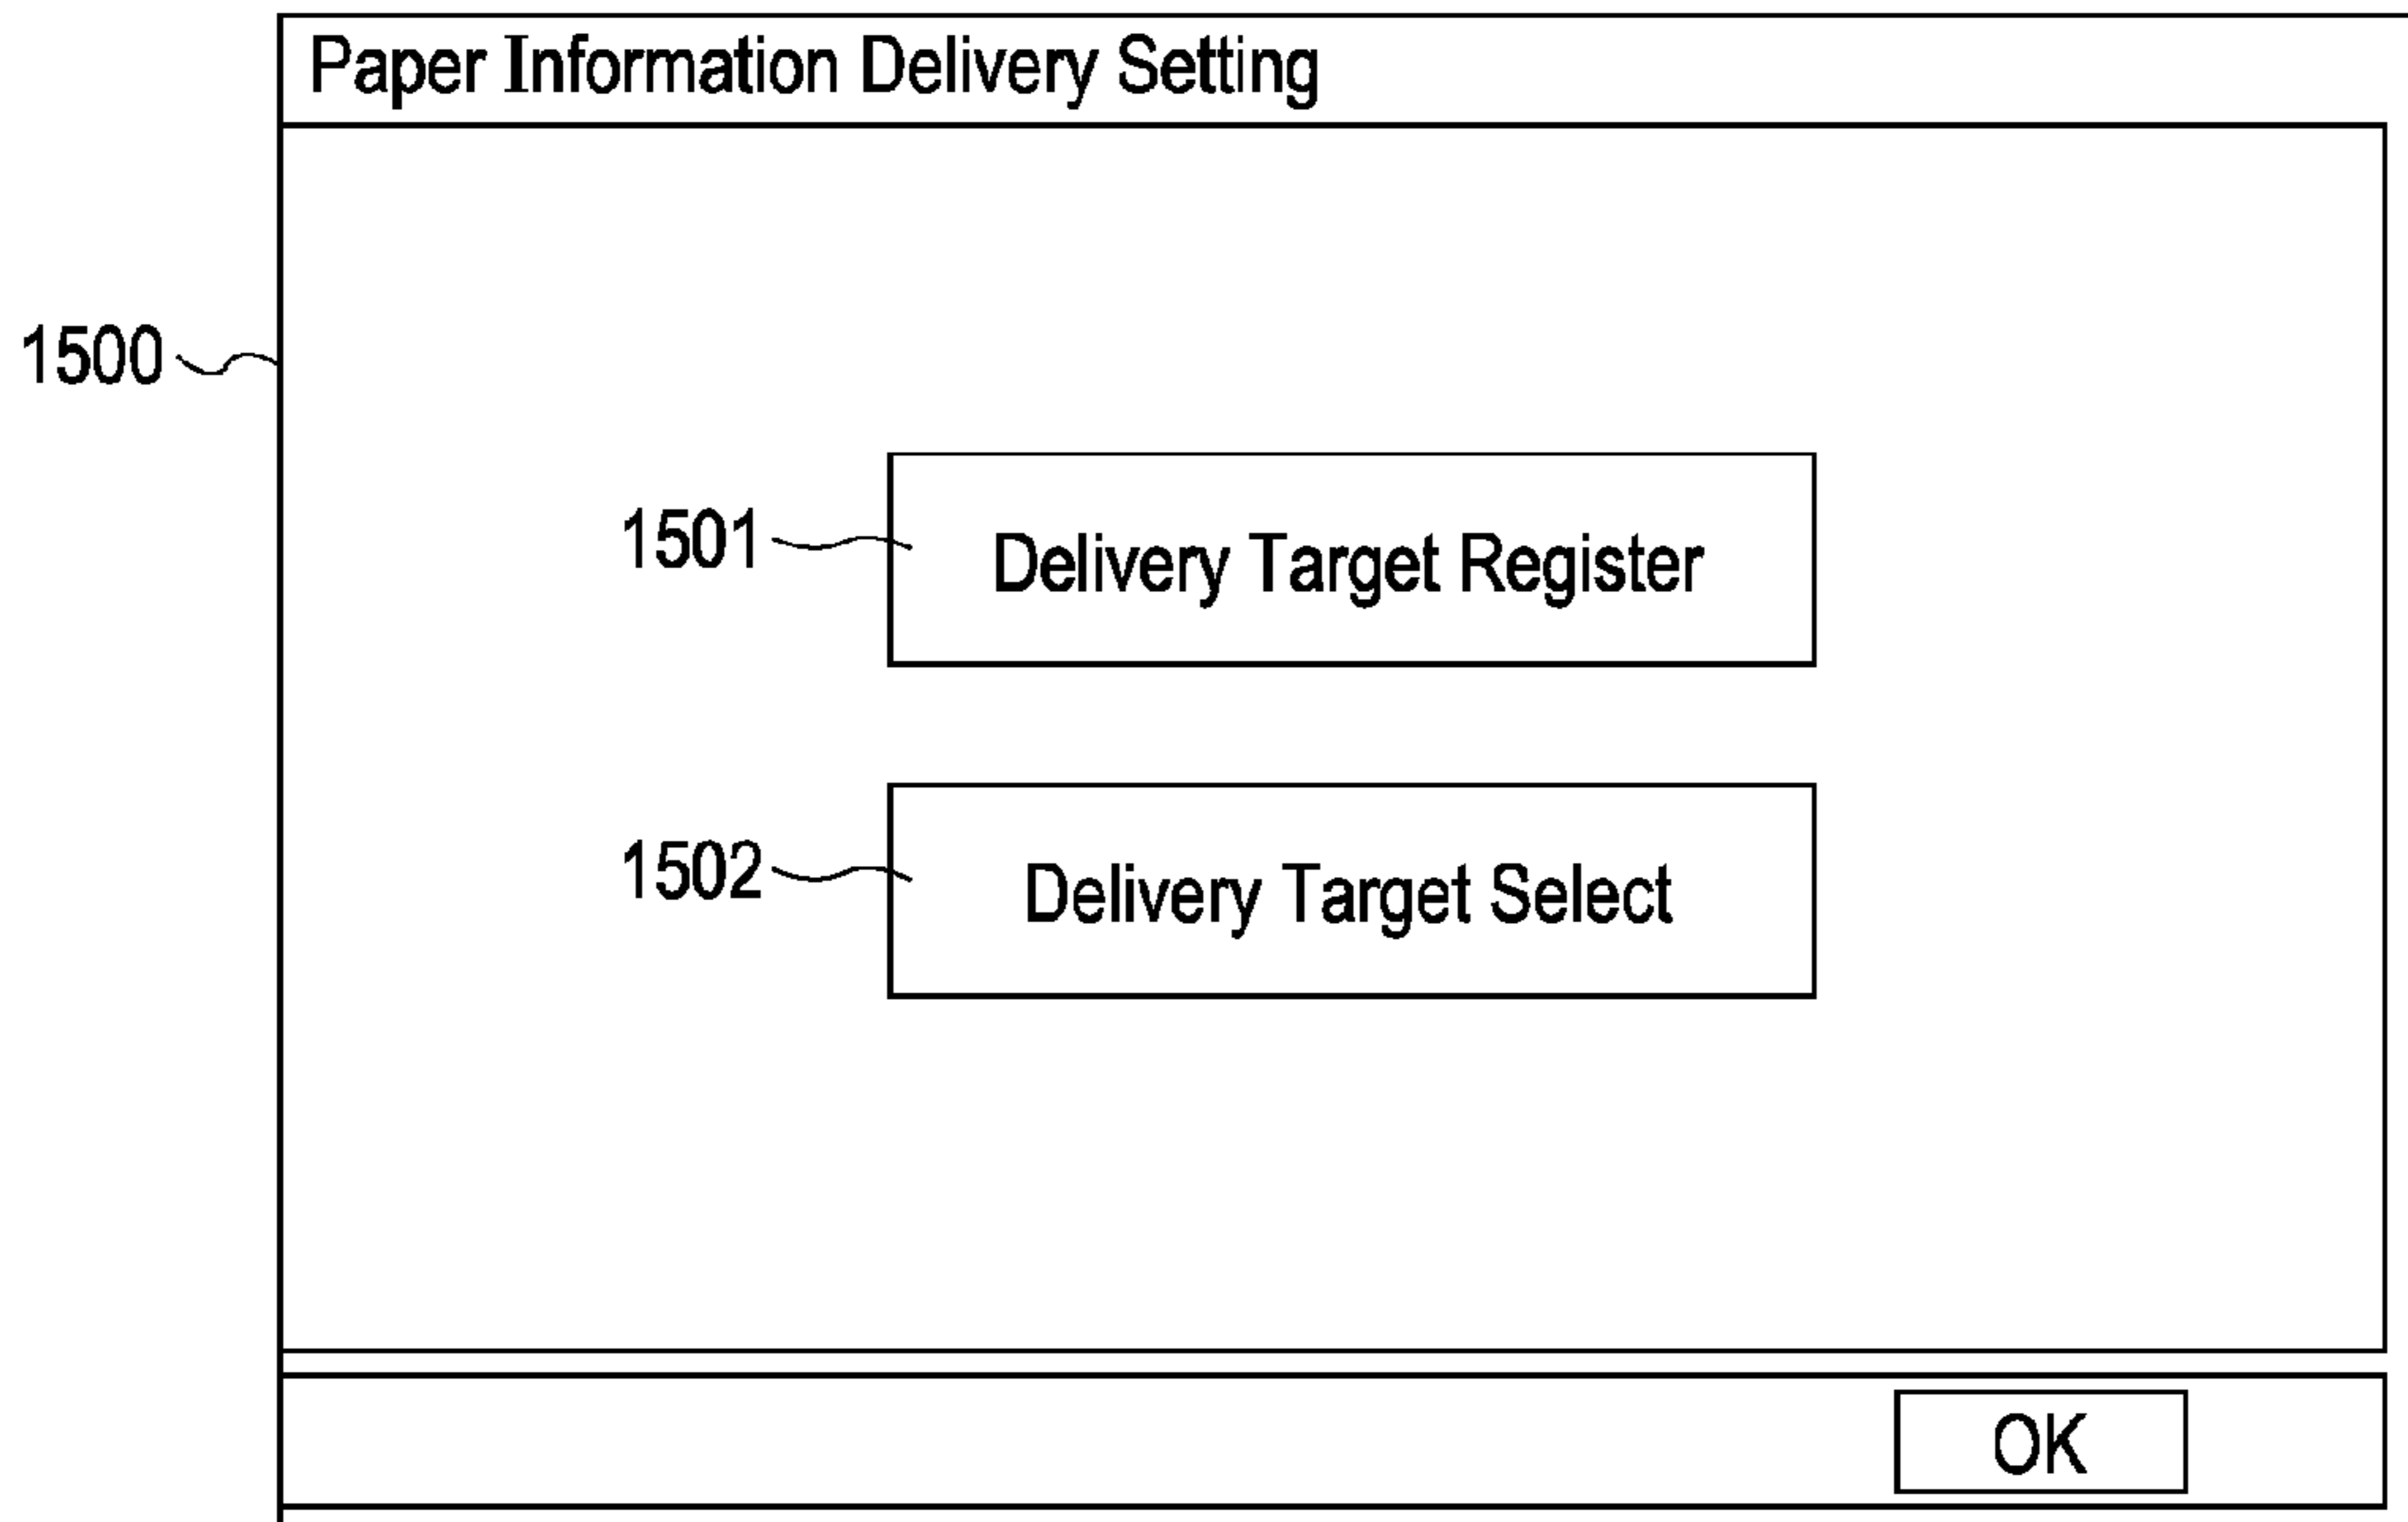 Paper Information Delivery Setting
1500
1501
Delivery Target Register
1502
Delivery Target Select
OK